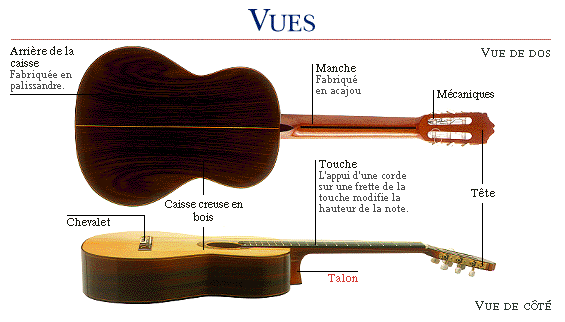 VUES
VUE DE DOS
Arrière de la
caisse
Fabriquée en
palissandre.
Manche
Fabriqué
en acajou
Mécaniques
Touche
L'appui d'une corde
sur une frette de la
touche modifie la
hauteur de la note.
Tête
Caisse creuse en
bois
Chevalet
Talon
VUE DE CÔTÉ